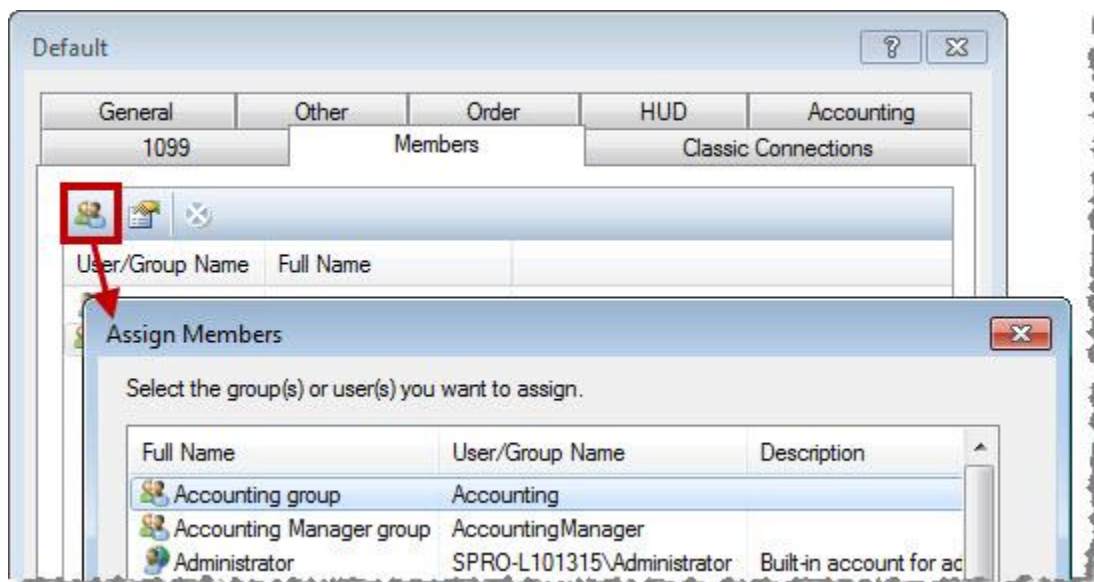 Default
General Other Order HUD Accounting
1099 Members Classic Connections
User/Group Name Full Name
Assign Members
Select the group(s) or user(s) you want to assign.
Full Name User/Group Name Description
Accounting group Accounting
Accounting Manager group AccountingManager
Administrator SPRO-L101315\Administrator Built-in account for ad